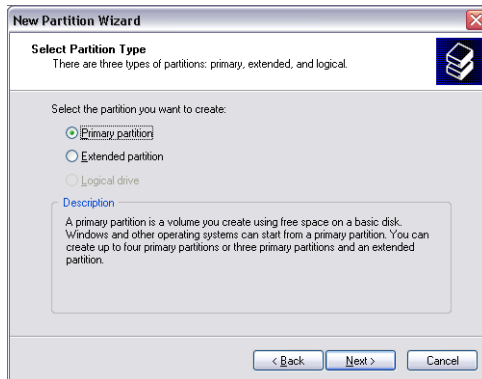 New Partition Wizard
Select Partition Type
There are three types of partitions: primary, extended, and logical.
Select the partition you want to create:
Primary partition
Extended partition
Logical drive
Description
A primary partition is a volume you create using free space on a basic disk.
Windows and other operating systems can start from a primary partition. You can
create up to four primary partitions or three primary partitions and an extended
partition.
< Back Next > Cancel